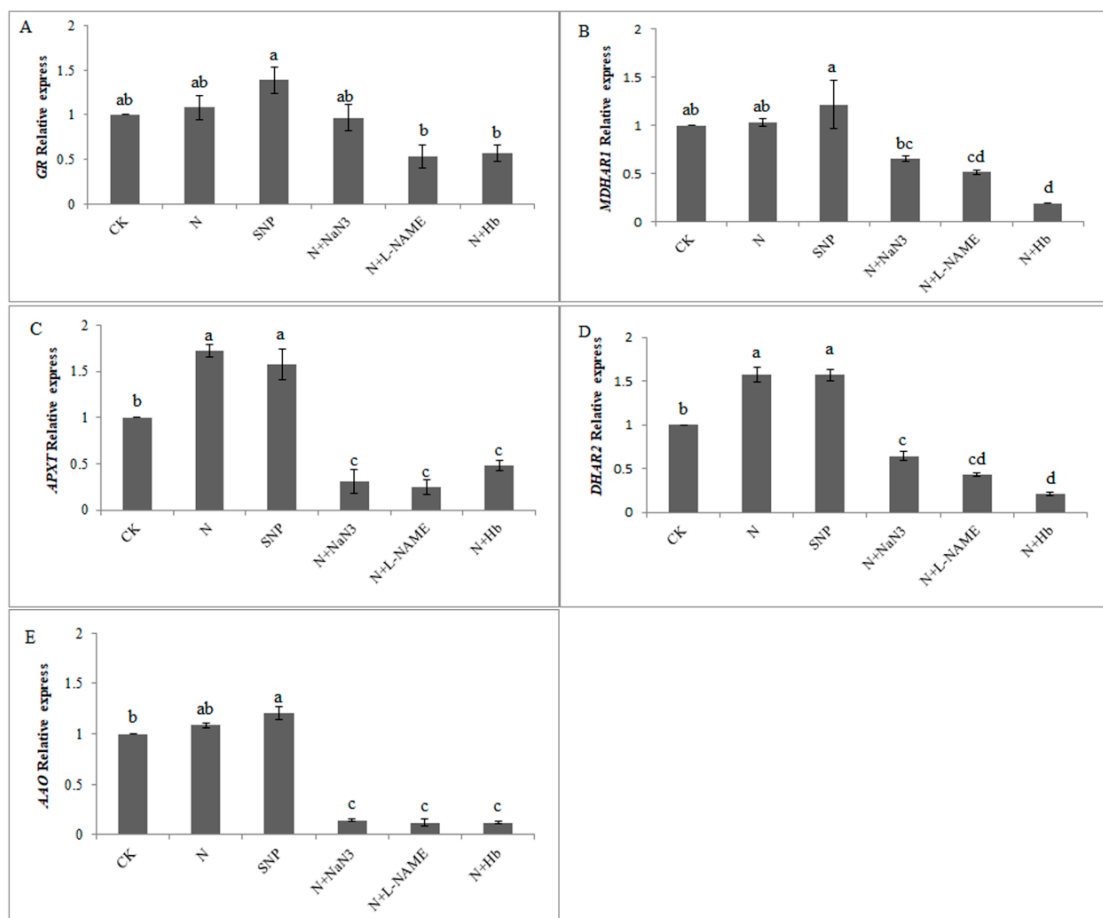 A
GR Relative express
2
1.5
1
0.5
0
ab
ab
a
ab
b
b
CK
N
SNP
N+NaN3
N+L-NAME
N+Hb
B
MDHAR1 Relative express
2
1.5
1
0.5
0
ab
ab
a
bc
cd
d
CK
N
SNP
N+NaN3
N+L-NAME
N+Hb
C
APXT Relative express
2
1.5
1
0.5
0
b
a
a
c
c
c
CK
N
SNP
N+NaN3
N+L-NAME
N+Hb
D
DHAR2 Relative express
2
1.5
1
0.5
0
b
a
a
c
cd
d
CK
N
SNP
N+NaN3
N+L-NAME
N+Hb
E
AAO Relative express
2
1.5
1
0.5
0
b
ab
a
c
c
c
CK
N
SNP
N+NaN3
N+L-NAME
N+Hb